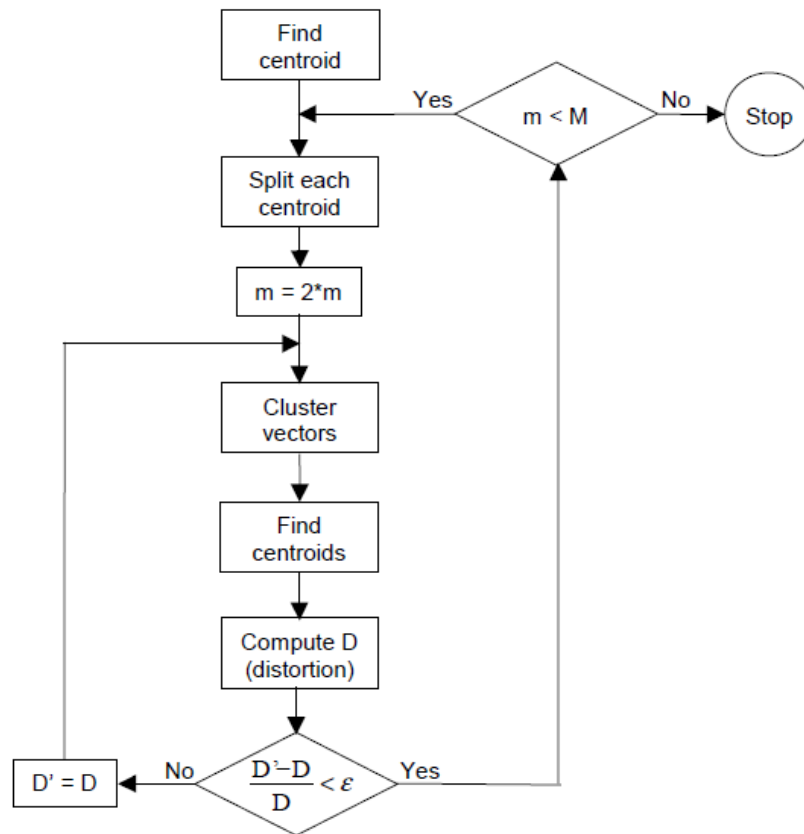 Find
centroid
Yes
m < M
No
Stop
Split each
centroid
m = 2*m
Cluster
vectors
Find
centroids
Compute D
(distortion)
D' = D
No
D'-D
D
< ε
Yes